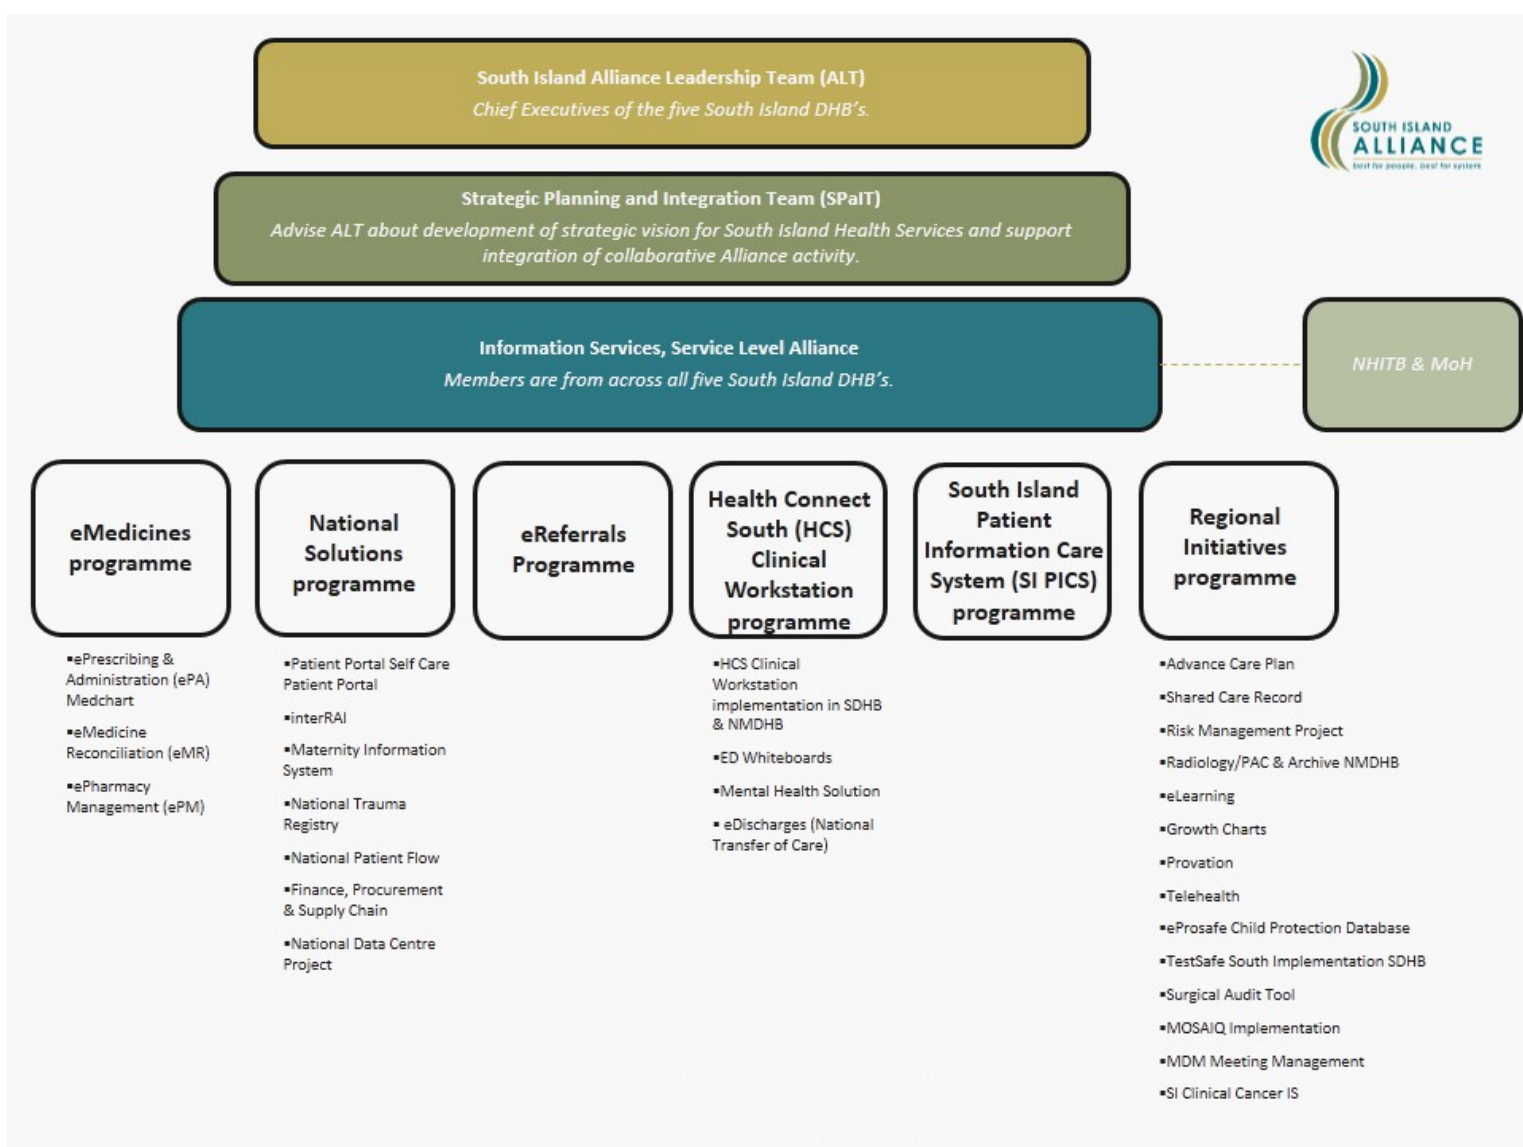 South Island Alliance Leadership Team (ALT)
Chief Executives of the five South Island DHB's.
SOUTH ISLAND
ALLIANCE
best for people, best for system
Strategic Planning and Integration Team (SPaIT)
Advise ALT about development of strategic vision for South Island Health Services and support
integration of collaborative Alliance activity.
Information Services, Service Level Alliance
Members are from across all five South Island DHB's.
NHITB & MoH
eMedicines
programme
▪ePrescribing &
Administration (ePA)
Medchart
▪eMedicine
Reconciliation (eMR)
▪ePharmacy
Management (ePM)
National
Solutions
programme
▪Patient Portal Self Care
Patient Portal
▪interRAI
▪Maternity Information
System
▪National Trauma
Registry
▪National Patient Flow
▪Finance, Procurement
& Supply Chain
▪National Data Centre
Project
eReferrals
Programme
Health Connect
South (HCS)
Clinical
Workstation
programme
▪HCS Clinical
Workstation
implementation in SDHB
& NMDHB
▪ED Whiteboards
▪Mental Health Solution
▪ eDischarges (National
Transfer of Care)
South Island
Patient
Information Care
System (SI PICS)
programme
Regional
Initiatives
programme
▪Advance Care Plan
▪Shared Care Record
▪Risk Management Project
▪Radiology/PAC & Archive NMDHB
▪eLearning
▪Growth Charts
▪Provation
▪Telehealth
▪eProsafe Child Protection Database
▪TestSafe South Implementation SDHB
▪Surgical Audit Tool
▪MOSAIQ Implementation
▪MDM Meeting Management
▪SI Clinical Cancer IS